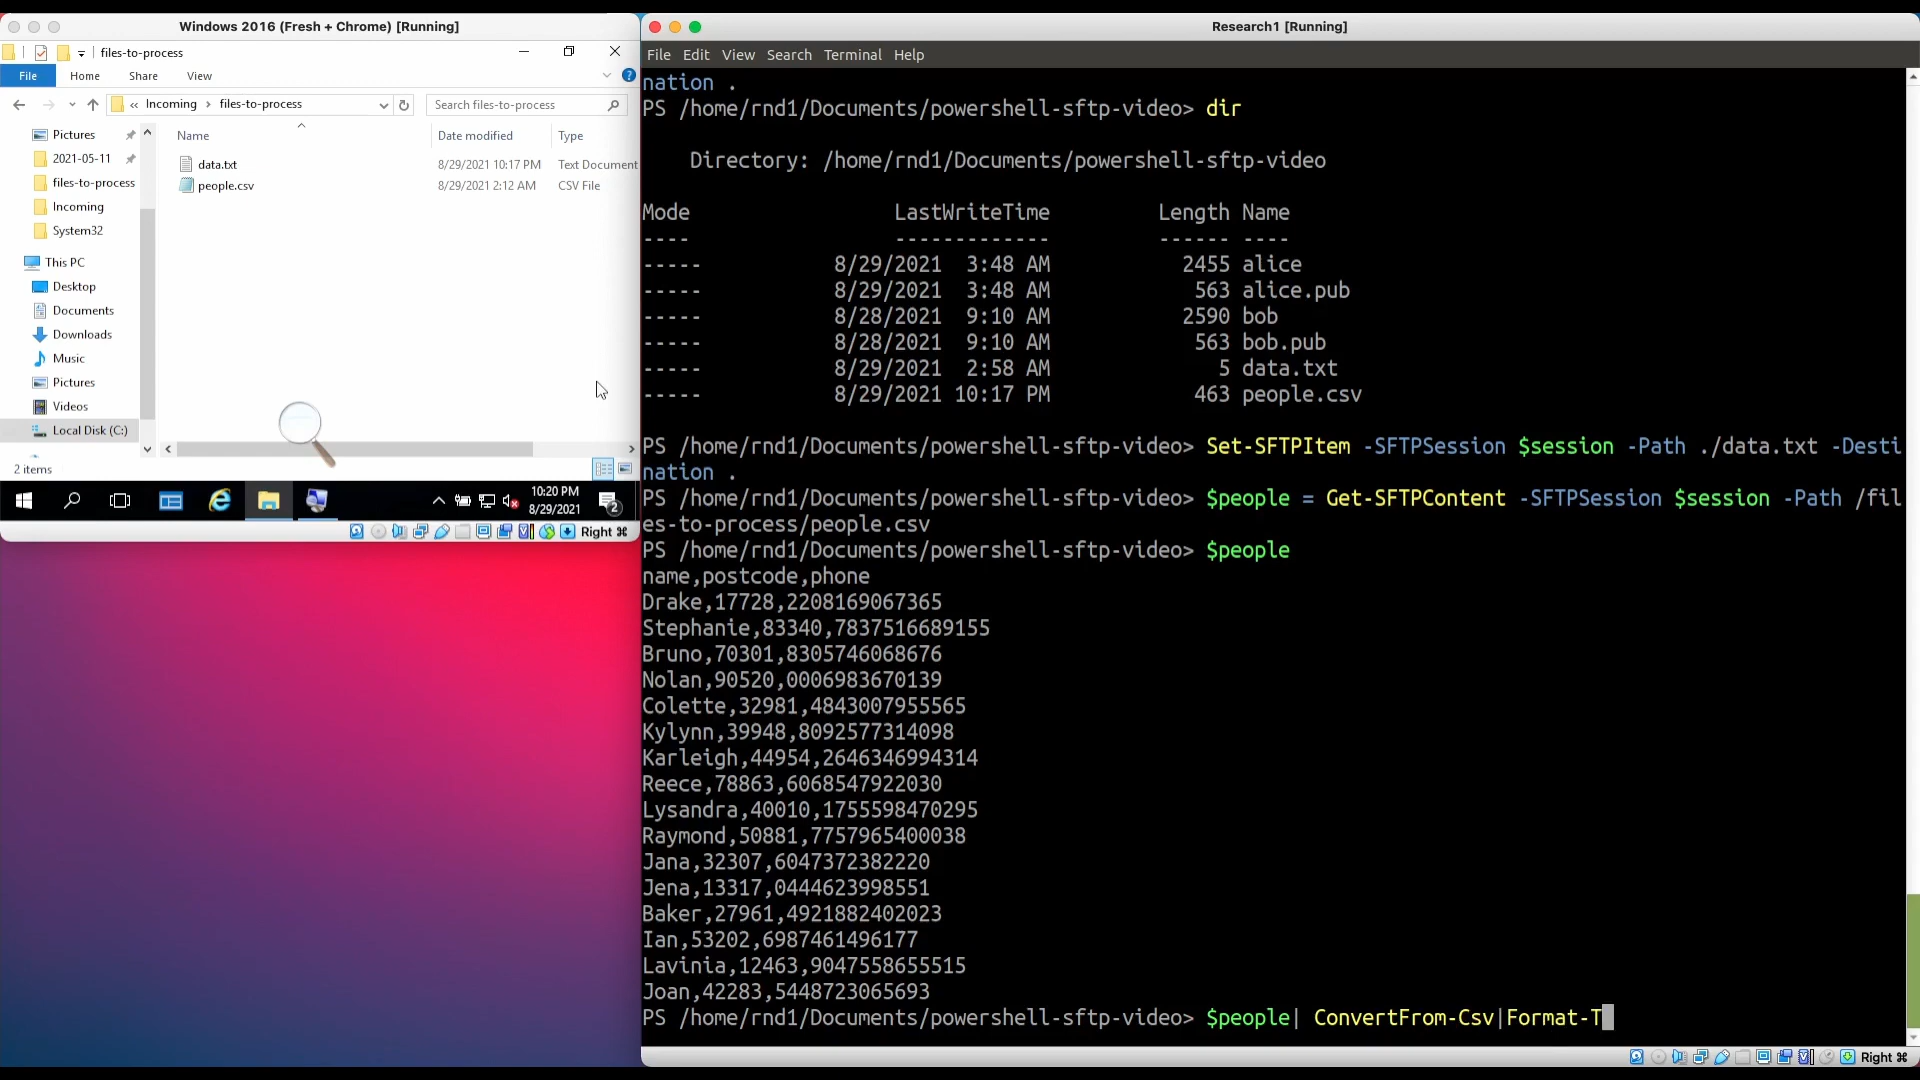 Windows 2016 (Fresh + Chrome) [Running]
files-to-process
File Home Share View
« Incoming › files-to-process
Search files-to-process
Pictures
2021-05-11
files-to-process
Incoming
System32
This PC
Desktop
Documents
Downloads
Music
Pictures
Videos
Local Disk (C:)
Name Date modified Type
data.txt 8/29/2021 10:17 PM Text Document
people.csv 8/29/2021 2:12 AM CSV File
2 items
10:20 PM
8/29/2021
2
Right ⌘
Research1 [Running]
File Edit View Search Terminal Help
nation .
PS /home/rnd1/Documents/powershell-sftp-video> dir
Directory: /home/rnd1/Documents/powershell-sftp-video
Mode LastWriteTime Length Name
---- ------------- ------ ----
----- 8/29/2021 3:48 AM 2455 alice
----- 8/29/2021 3:48 AM 563 alice.pub
----- 8/28/2021 9:10 AM 2590 bob
----- 8/28/2021 9:10 AM 563 bob.pub
----- 8/29/2021 2:58 AM 5 data.txt
----- 8/29/2021 10:17 PM 463 people.csv
PS /home/rnd1/Documents/powershell-sftp-video> Set-SFTPItem -SFTPSession $session -Path ./data.txt -Desti
nation .
PS /home/rnd1/Documents/powershell-sftp-video> $people = Get-SFTPContent -SFTPSession $session -Path /fil
es-to-process/people.csv
PS /home/rnd1/Documents/powershell-sftp-video> $people
name,postcode,phone
Drake,17728,2208169067365
Stephanie,83340,7837516689155
Bruno,70301,8305746068676
Nolan,90520,0006983670139
Colette,32981,4843007955565
Kylynn,39948,8092577314098
Karleigh,44954,2646346994314
Reece,78863,6068547922030
Lysandra,40010,1755598470295
Raymond,50881,7757965400038
Jana,32307,6047372382220
Jena,13317,0444623998551
Baker,27961,4921882402023
Ian,53202,6987461496177
Lavinia,12463,9047558655515
Joan,42283,5448723065693
PS /home/rnd1/Documents/powershell-sftp-video> $people| ConvertFrom-Csv|Format-T
Right ⌘